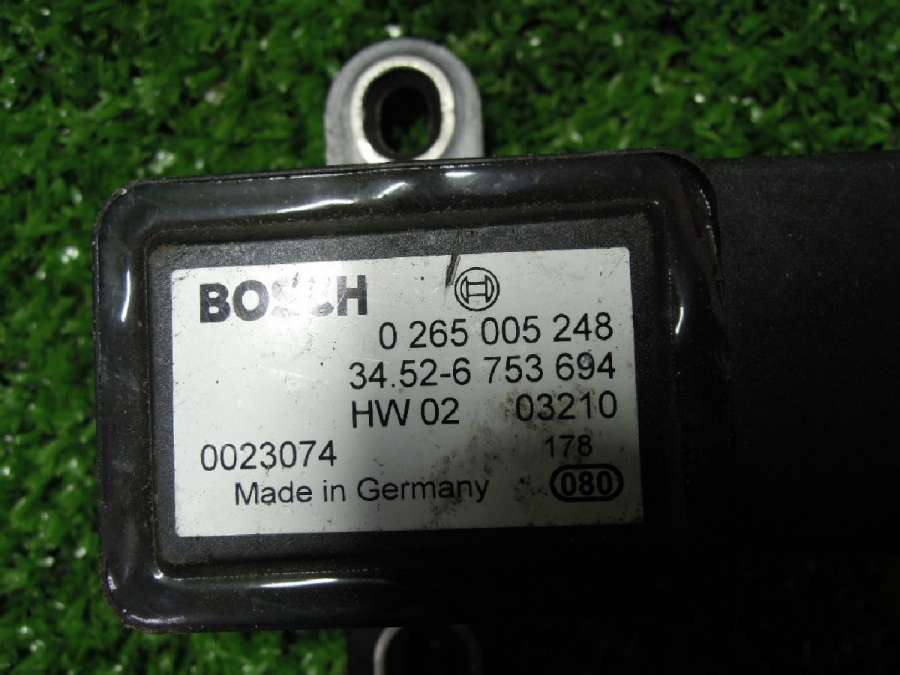 BOSCH
0 265 005 248
34.52-6 753 694
HW 02 03210
0023074 178
Made in Germany 080